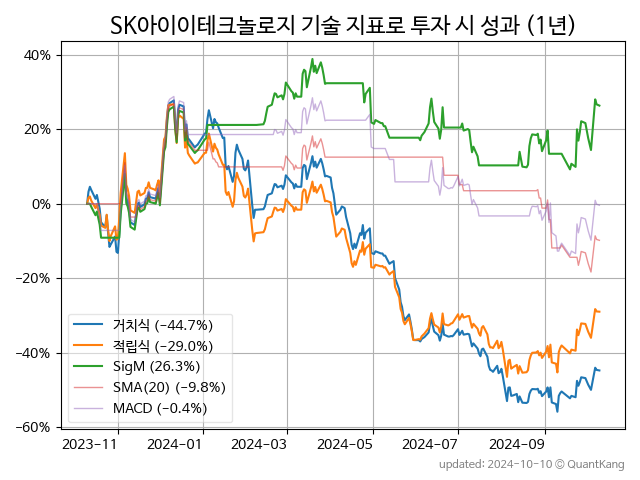 SK아이이테크놀로지 기술 지표로 투자 시 성과 (1년)
40%
20%
0%
−20%
−40%
−60%
거치식 (−44.7%)
적립식 (−29.0%)
SigM (26.3%)
SMA(20) (−9.8%)
MACD (−0.4%)
2023−11
2024−01
2024−03
2024−05
2024−07
2024−09
updated: 2024-10-10 © QuantKang